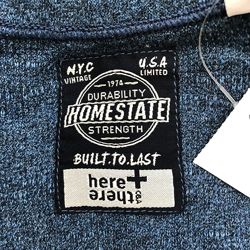 N.Y.C U.S.A
VINTAGE LIMITED
1974
DURABILITY
HOMESTATE
STRENGTH
BUILT.TO.LAST
here+
there